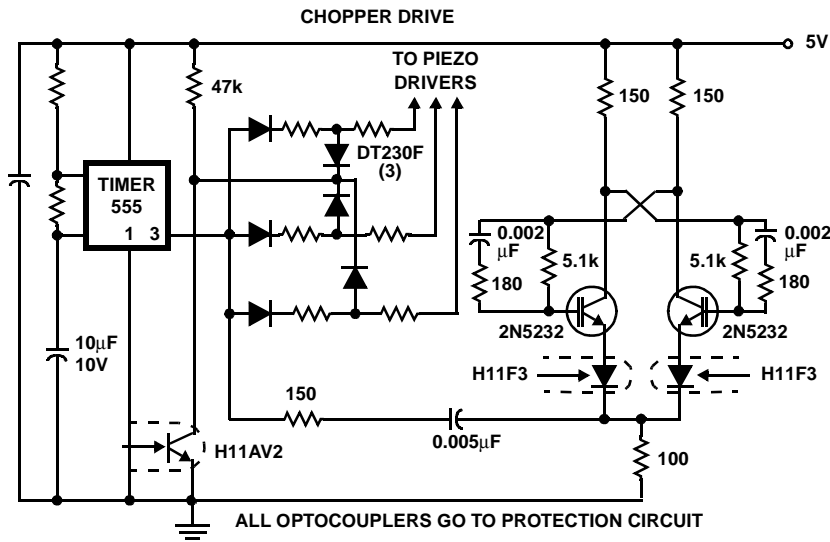 CHOPPER DRIVE
5V
TO PIEZO
DRIVERS
47k
150
150
DT230F
(3)
TIMER
555
1 3
0.002
μF
180
5.1k
5.1k
0.002
μF
180
2N5232
2N5232
10μF
10V
H11F3
H11F3
150
0.005μF
H11AV2
100
ALL OPTOCOUPLERS GO TO PROTECTION CIRCUIT